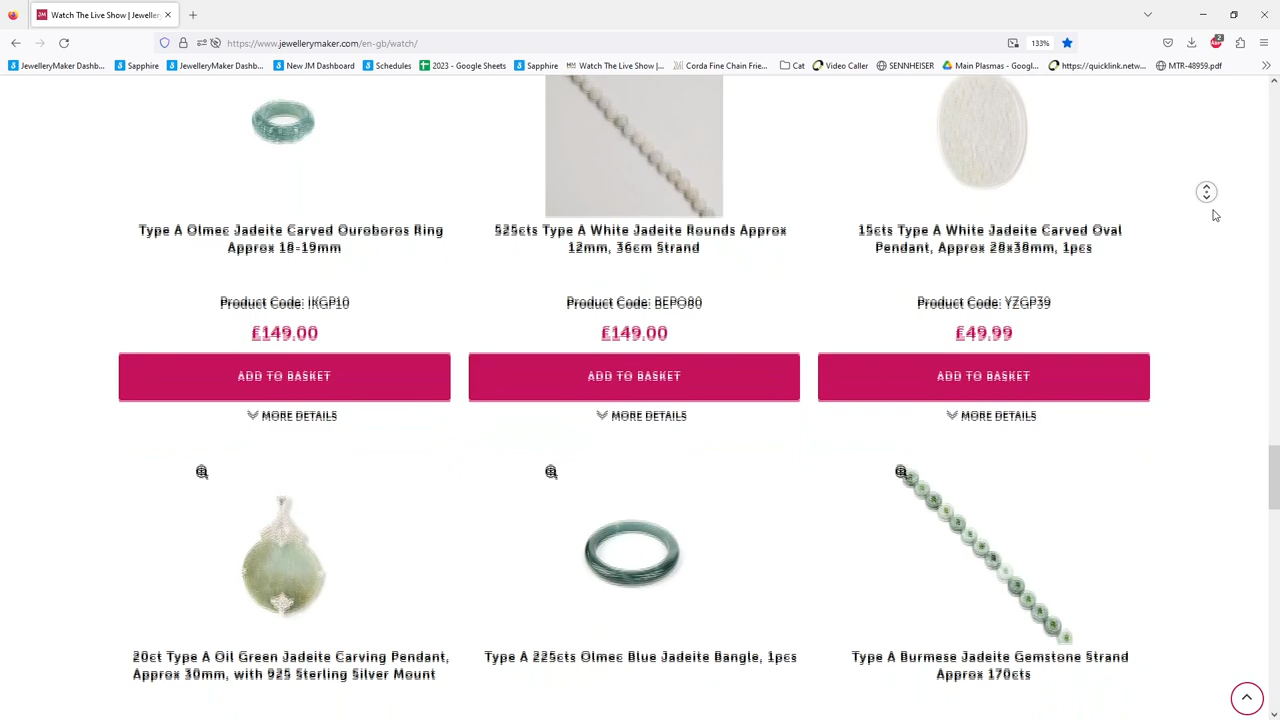 Watch The Live Show | Jeweller
https://www.jewellerymaker.com/en-gb/watch/
133%
2
JewelleryMaker Dashb...
Sapphire
JewelleryMaker Dashb...
New JM Dashboard
Schedules
2023 - Google Sheets
Sapphire
Watch The Live Show |...
Corda Fine Chain Frie...
Cat
Video Caller
SENNHEISER
Main Plasmas - Googl...
https://quicklink.netw...
MTR-48959.pdf
Type A Olmec Jadeite Carved Ouroboros Ring
Approx 18-19mm
Product Code: IKGP10
£149.00
ADD TO BASKET
MORE DETAILS
525cts Type A White Jadeite Rounds Approx
12mm, 36cm Strand
Product Code: BEPO80
£149.00
ADD TO BASKET
MORE DETAILS
15cts Type A White Jadeite Carved Oval
Pendant, Approx 28x38mm, 1pcs
Product Code: YZGP39
£49.99
ADD TO BASKET
MORE DETAILS
20ct Type A Oil Green Jadeite Carving Pendant,
Approx 30mm, with 925 Sterling Silver Mount
Type A 225cts Olmec Blue Jadeite Bangle, 1pcs
Type A Burmese Jadeite Gemstone Strand
Approx 170cts